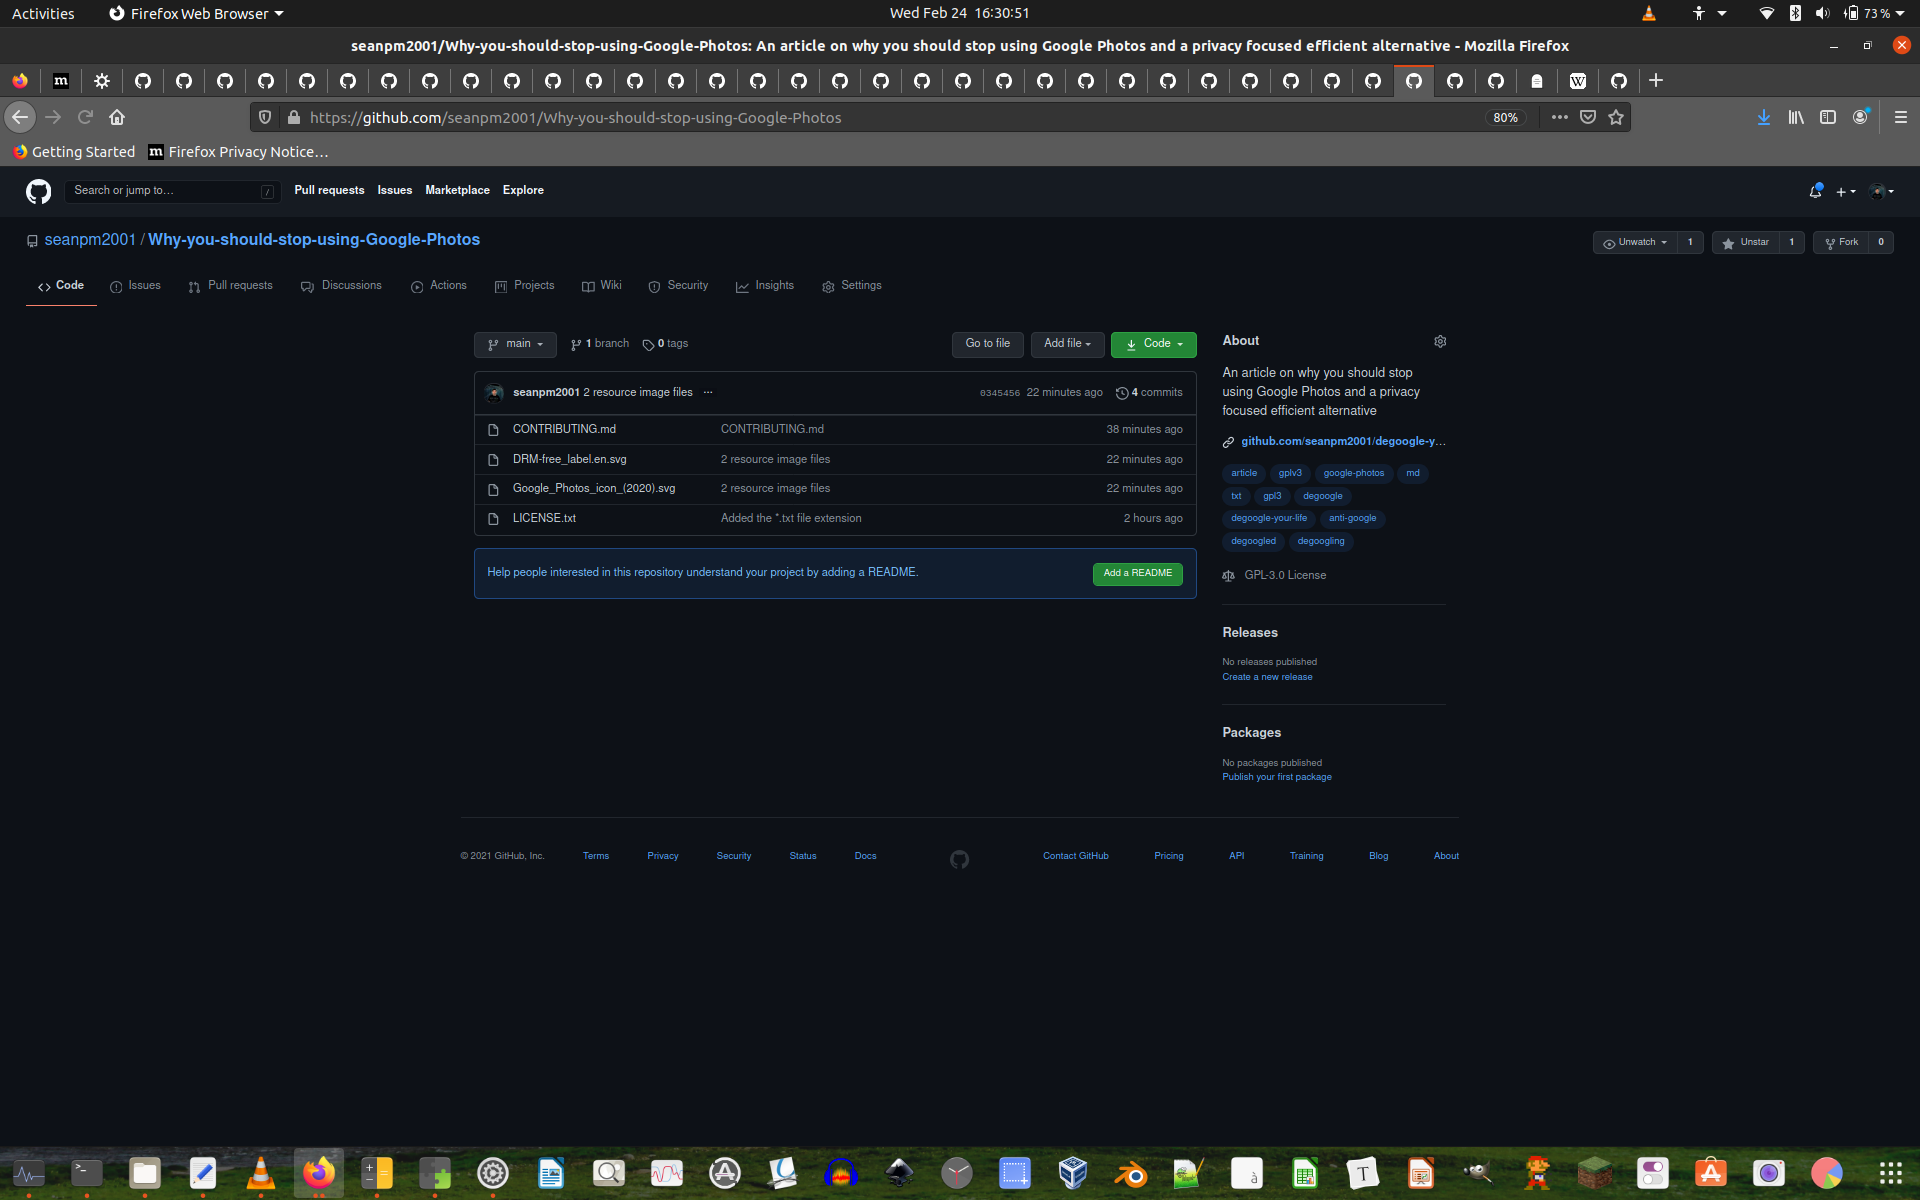 Activities
Firefox Web Browser
Wed Feb 24 16:30:51
73 %
seanpm2001/Why-you-should-stop-using-Google-Photos: An article on why you should stop using Google Photos and a privacy focused efficient alternative - Mozilla Firefox
https://github.com/seanpm2001/Why-you-should-stop-using-Google-Photos
80%
Getting Started
Firefox Privacy Notice…
Search or jump to…
/
Pull requests
Issues
Marketplace
Explore
seanpm2001 / Why-you-should-stop-using-Google-Photos
Unwatch 1
Unstar 1
Fork 0
Code
Issues
Pull requests
Discussions
Actions
Projects
Wiki
Security
Insights
Settings
main
1 branch
0 tags
Go to file
Add file
Code
seanpm2001 2 resource image files ...
0345456 22 minutes ago
4 commits
CONTRIBUTING.md CONTRIBUTING.md 38 minutes ago
DRM-free_label.en.svg 2 resource image files 22 minutes ago
Google_Photos_icon_(2020).svg 2 resource image files 22 minutes ago
LICENSE.txt Added the *.txt file extension 2 hours ago
Help people interested in this repository understand your project by adding a README.
Add a README
About
An article on why you should stop
using Google Photos and a privacy
focused efficient alternative
github.com/seanpm2001/degoogle-y…
article gplv3 google-photos md
txt gpl3 degoogle
degoogle-your-life anti-google
degoogled degoogling
GPL-3.0 License
Releases
No releases published
Create a new release
Packages
No packages published
Publish your first package
© 2021 GitHub, Inc.
Terms
Privacy
Security
Status
Docs
Contact GitHub
Pricing
API
Training
Blog
About